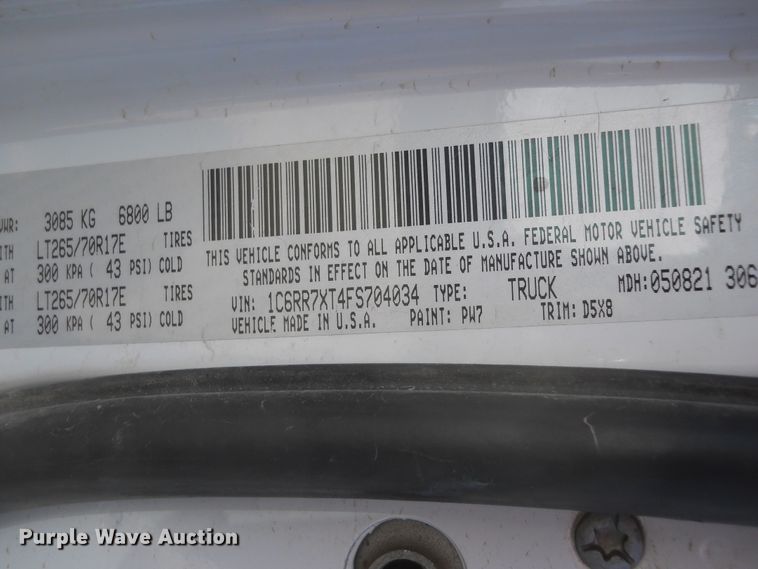 VWR: 3085 KG 6800 LB
ITH LT265/70R17E TIRES
AT 300 KPA ( 43 PSI) COLD
ITH LT265/70R17E TIRES
AT 300 KPA ( 43 PSI) COLD
THIS VEHICLE CONFORMS TO ALL APPLICABLE U.S.A. FEDERAL MOTOR VEHICLE SAFETY
STANDARDS IN EFFECT ON THE DATE OF MANUFACTURE SHOWN ABOVE.
VIN: 1C6RR7XT4FS704034 TYPE: TRUCK MDH: 050821 306
VEHICLE MADE IN U.S.A. PAINT: PW7 TRIM: D5X8
Purple Wave Auction